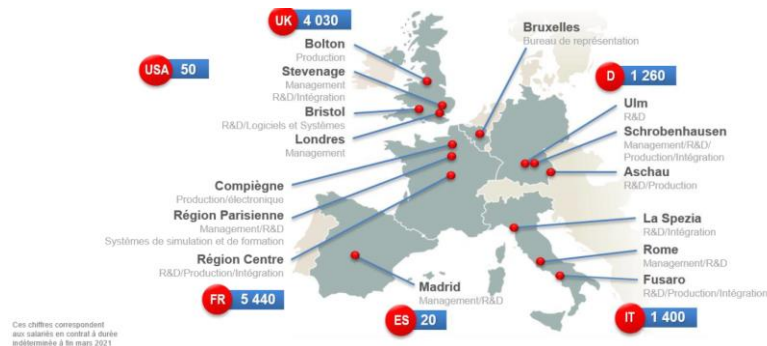 UK 4 030
Bolton
Production
Stevenage
Management
R&D/Intégration
Bristol
R&D/Logiciels et Systèmes
Londres
Management
USA 50
Bruxelles
Bureau de représentation
D 1 260
Ulm
R&D
Schrobenhausen
Management/R&D/
Production/Intégration
Aschau
R&D/Production
Compiègne
Production/électronique
Région Parisienne
Management/R&D
Systèmes de simulation et de formation
Région Centre
R&D/Production/Intégration
FR 5 440
La Spezia
R&D/Intégration
Rome
Management/R&D
Fusaro
R&D/Production/Intégration
IT 1 400
Madrid
Management/R&D
ES 20
Ces chiffres correspondent
aux salariés en contrat à durée
indéterminée à fin mars 2021